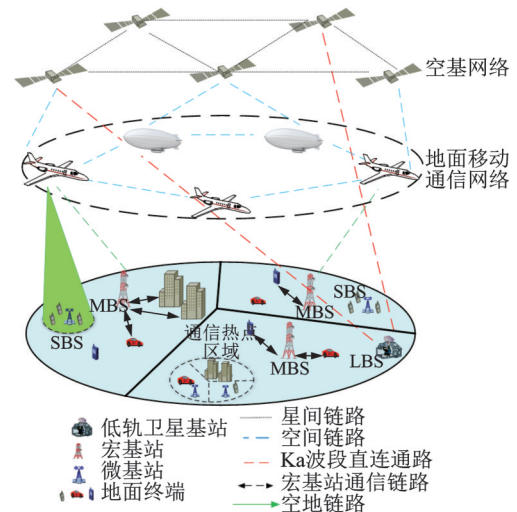 空基网络
地面移动
通信网络
MBS
SBS
通信热点
区域
SBS
MBS
MBS
LBS
低轨卫星基站
宏基站
微基站
地面终端
星间链路
空间链路
Ka波段直连通路
宏基站通信链路
空地链路